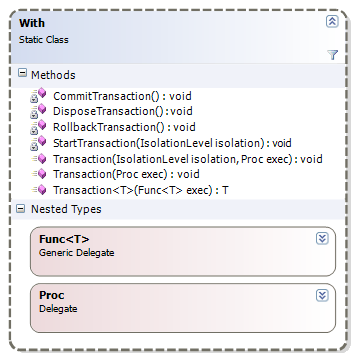 With
Static Class
Methods
CommitTransaction() : void
DisposeTransaction() : void
RollbackTransaction() : void
StartTransaction(IsolationLevel isolation) : void
Transaction(IsolationLevel isolation, Proc exec) : void
Transaction(Proc exec) : void
Transaction<T>(Func<T> exec) : T
Nested Types
Func<T>
Generic Delegate
Proc
Delegate